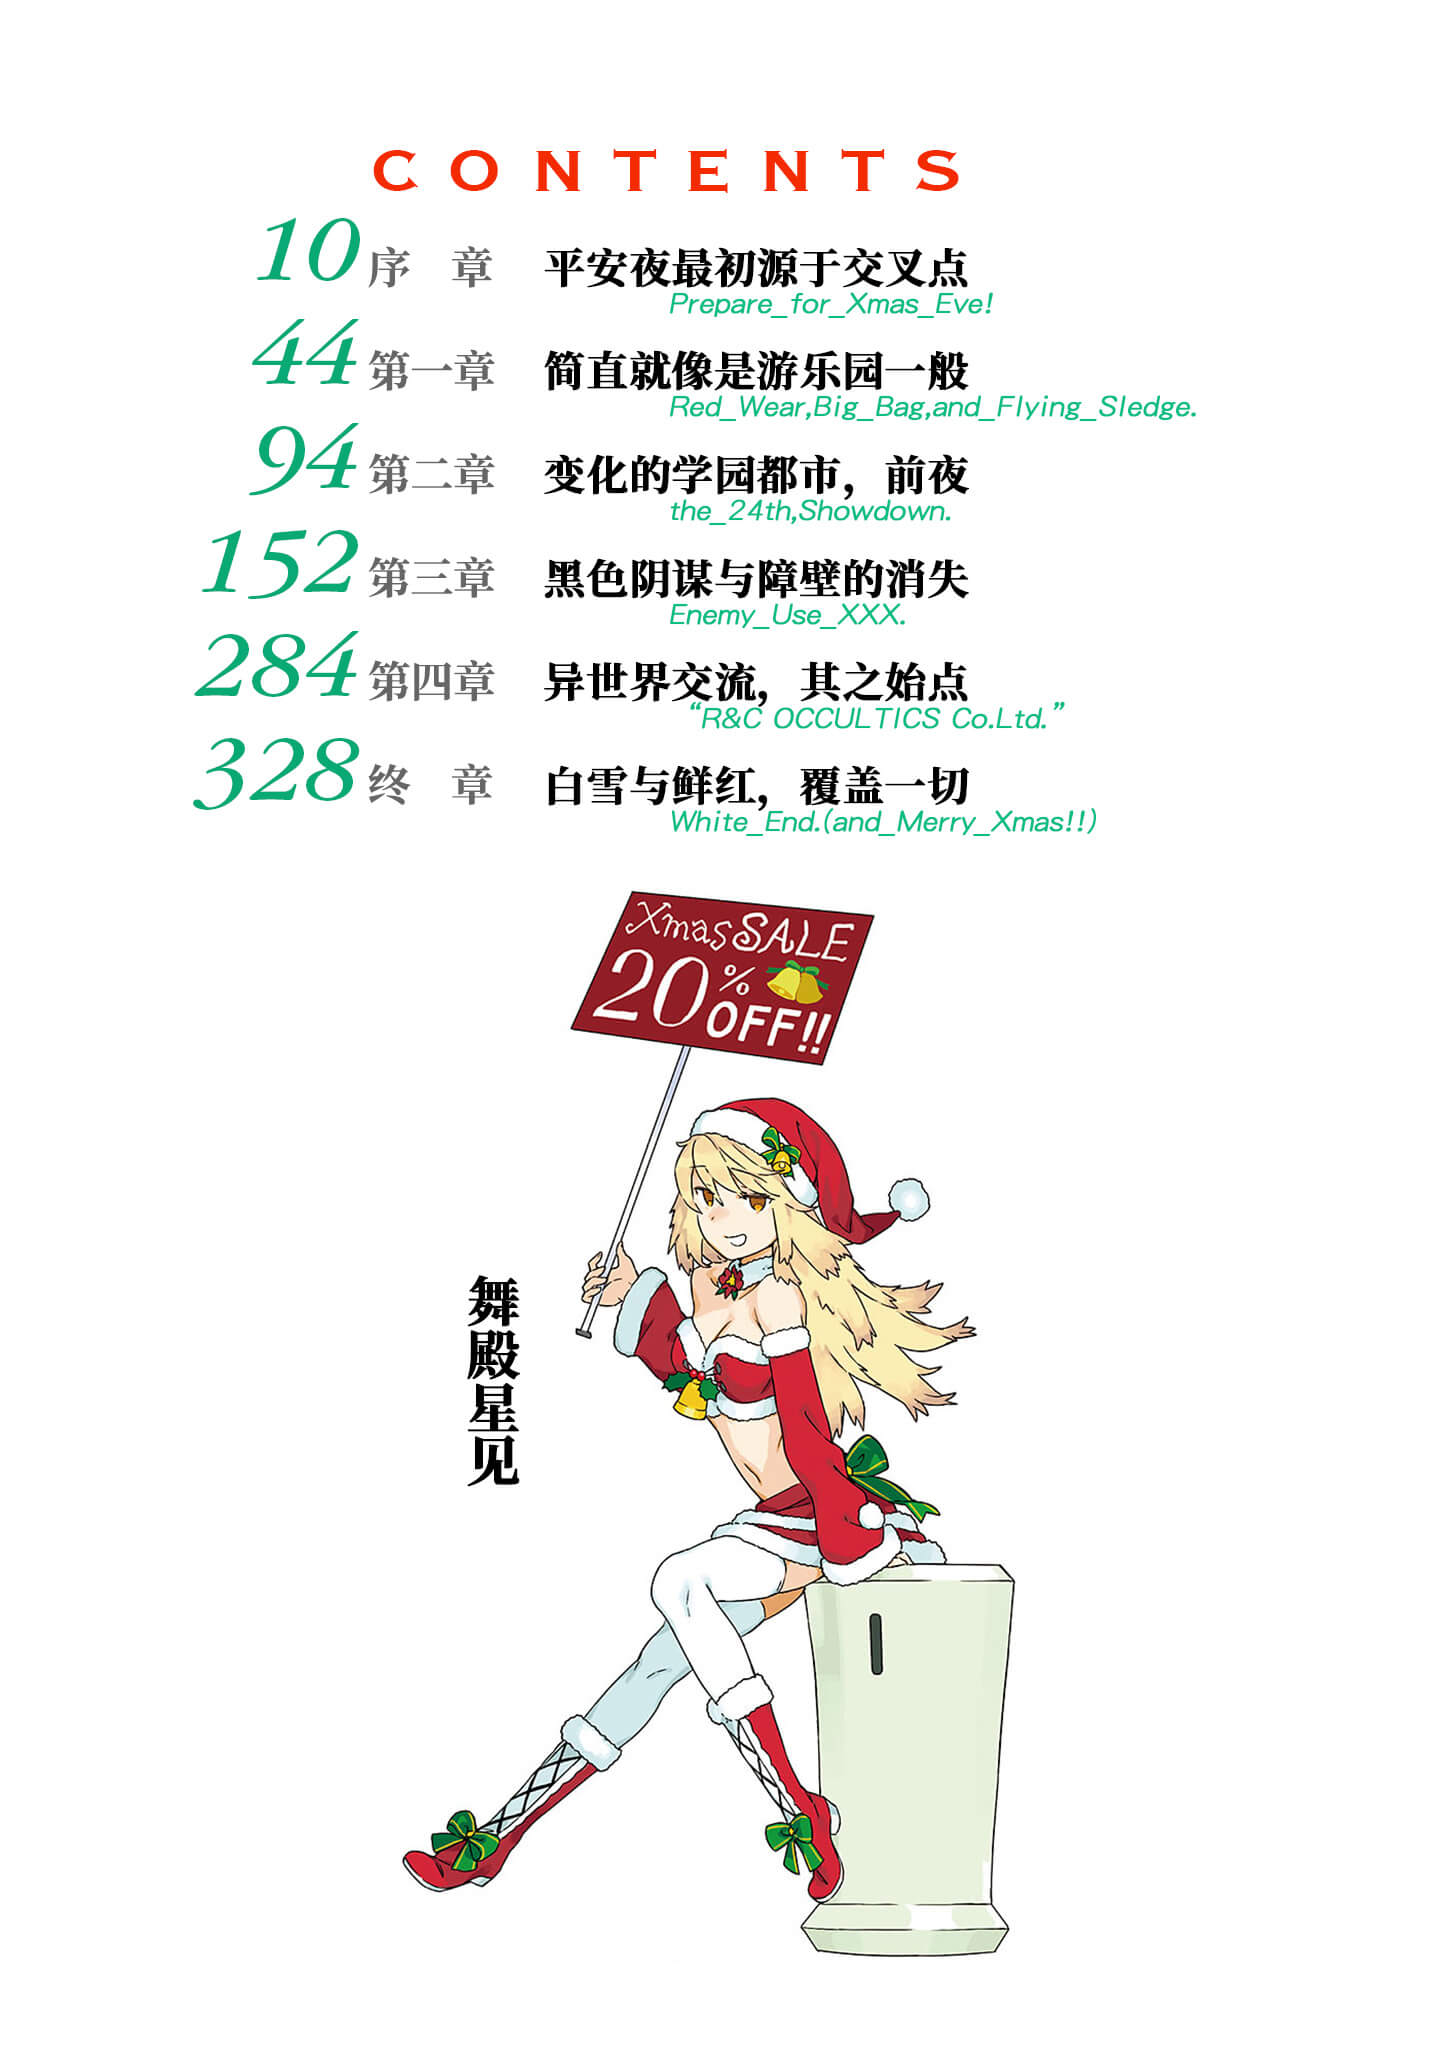 CONTENTS
10 序 章 平安夜最初源于交叉点
Prepare_for_Xmas_Eve!
44 第一章 简直就像是游乐园一般
Red_Wear,Big_Bag,and_Flying_Sledge.
94 第二章 变化的学园都市，前夜
the_24th,Showdown.
152 第三章 黑色阴谋与障壁的消失
Enemy_Use_XXX.
284 第四章 异世界交流，其之始点
“R&C OCCULTICS Co.Ltd.”
328 终 章 白雪与鲜红，覆盖一切
White_End.(and_Merry_Xmas!!)
Xmas SALE
20% OFF!!
舞殿星见